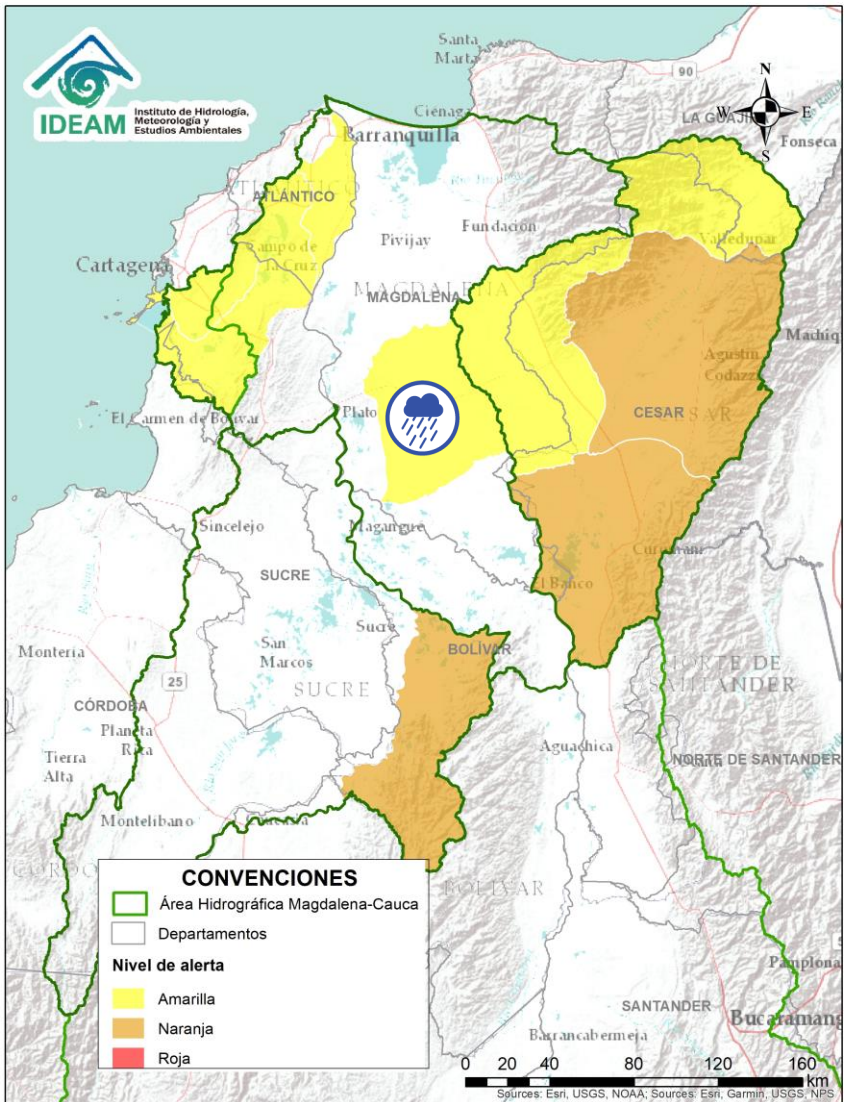 IDEAM
Instituto de Hidrología,
Meteorología y
Estudios Ambientales
Santa
Marta
90
N
W
E
S
LA GUAJIR
Ciénaga
Barranquilla
Fonseca
ATLÁNTICO
Fundación
Valledupar
Pivijay
Campo de
la Cruz
Cartagena
MAGDALENA
MAGDALENA
Agustín
Codazzi
Machiq
Plato
CESAR
El Carmen de Bolívar
Magangué
Sincelejo
El Banco
SUCRE
Sucre
BOLÍVAR
San
Marcos
Montería
25
SUCRE
NORTE DE
SANTANDER
CÓRDOBA
Planeta
Rica
Aguachica
Tierra
Alta
NORTE DE SANTANDER
Montelíbano
BOLÍVAR
CONVENCIONES
Área Hidrográfica Magdalena-Cauca
Departamentos
Nivel de alerta
Amarilla
Naranja
Roja
Pamplona
SANTANDER
Bucaramang
Barrancabermeja
0 20 40 80 120 160
km
Sources: Esri, USGS, NOAA; Sources: Esri, Garmin, USGS, NPS